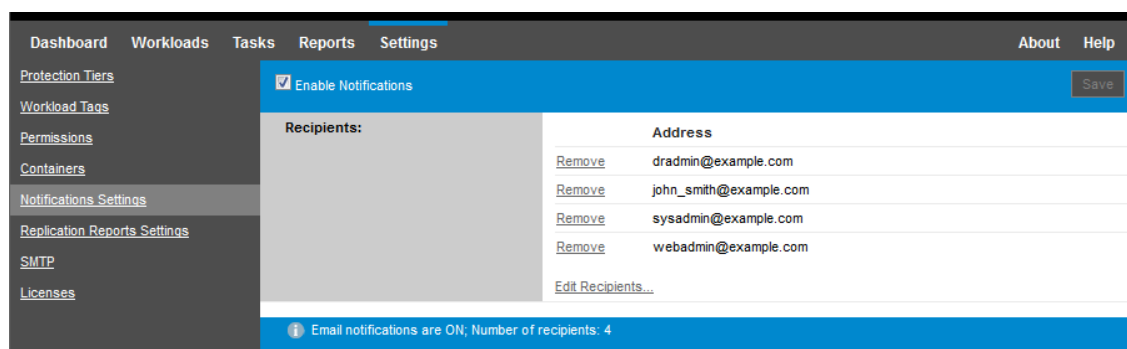 Dashboard Workloads Tasks Reports Settings About Help
Protection Tiers
Workload Tags
Permissions
Containers
Notifications Settings
Replication Reports Settings
SMTP
Licenses
Enable Notifications Save
Recipients:
Address
Remove dradmin@example.com
Remove john_smith@example.com
Remove sysadmin@example.com
Remove webadmin@example.com
Edit Recipients...
Email notifications are ON; Number of recipients: 4